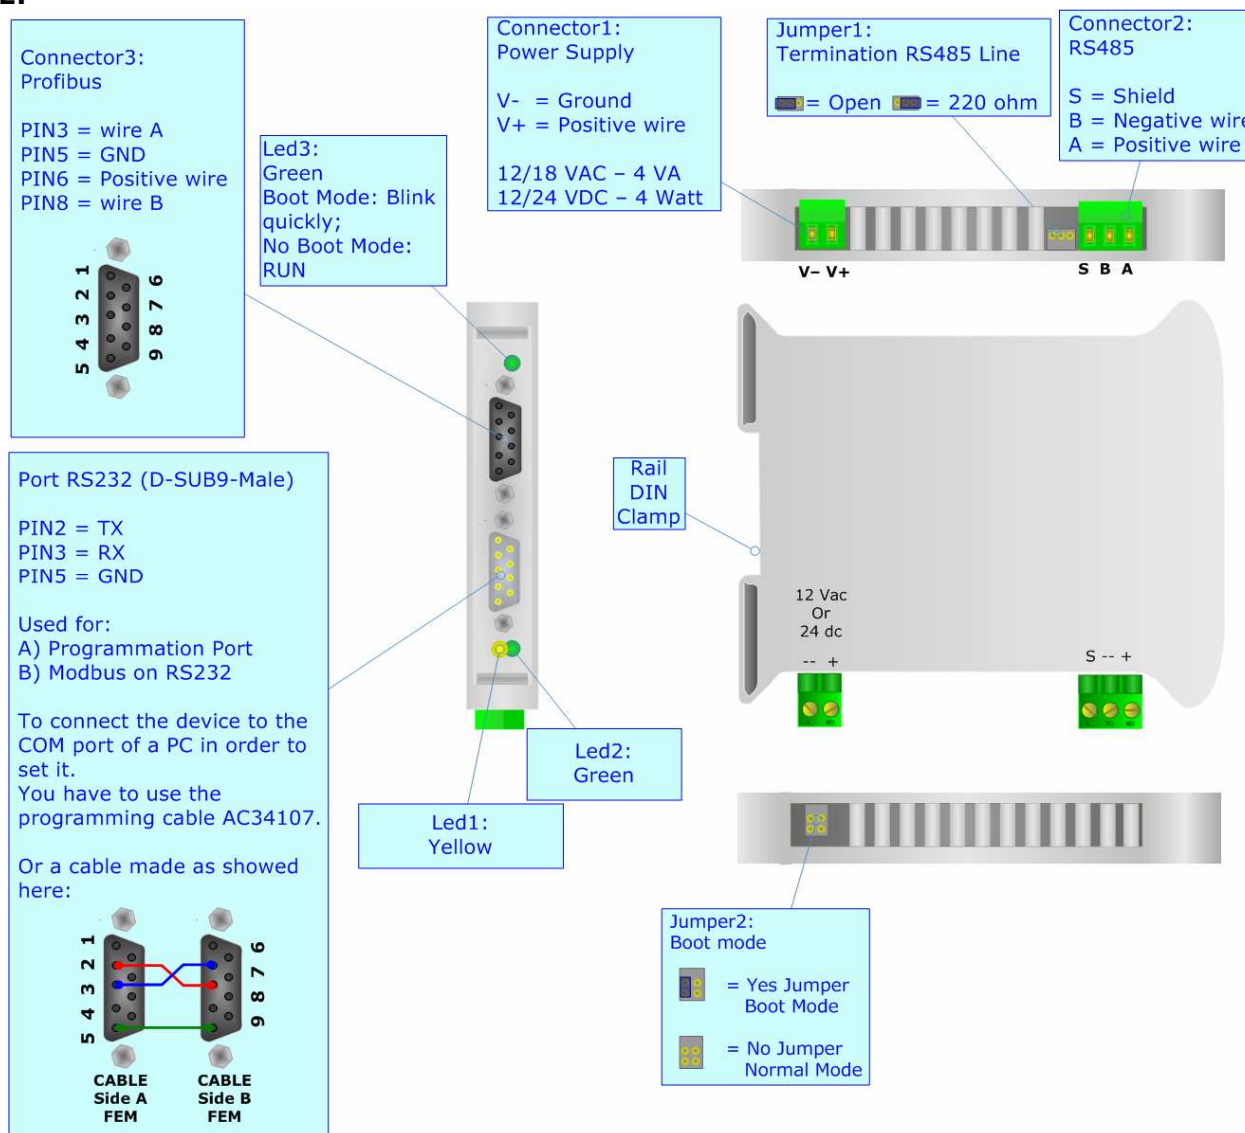 Connector3:
Profibus
PIN3 = wire A
PIN5 = GND
PIN6 = Positive wire
PIN8 = wire B
1
2
3
4
5
6
7
8
9
Led3:
Green
Boot Mode: Blink
quickly;
No Boot Mode:
RUN
Connector1:
Power Supply
V- = Ground
V+ = Positive wire
12/18 VAC – 4 VA
12/24 VDC – 4 Watt
Jumper1:
Termination RS485 Line
= Open = 220 ohm
Connector2:
RS485
S = Shield
B = Negative wire
A = Positive wire
V– V+
S B A
Port RS232 (D-SUB9-Male)
PIN2 = TX
PIN3 = RX
PIN5 = GND
Used for:
A) Programmation Port
B) Modbus on RS232
To connect the device to the
COM port of a PC in order to
set it.
You have to use the
programming cable AC34107.
Or a cable made as showed
here:
1
2
3
4
5
6
7
8
9
CABLE
Side A
FEM
CABLE
Side B
FEM
Rail
DIN
Clamp
12 Vac
Or
24 dc
-- +
S -- +
Led2:
Green
Led1:
Yellow
Jumper2:
Boot mode
= Yes Jumper
Boot Mode
= No Jumper
Normal Mode